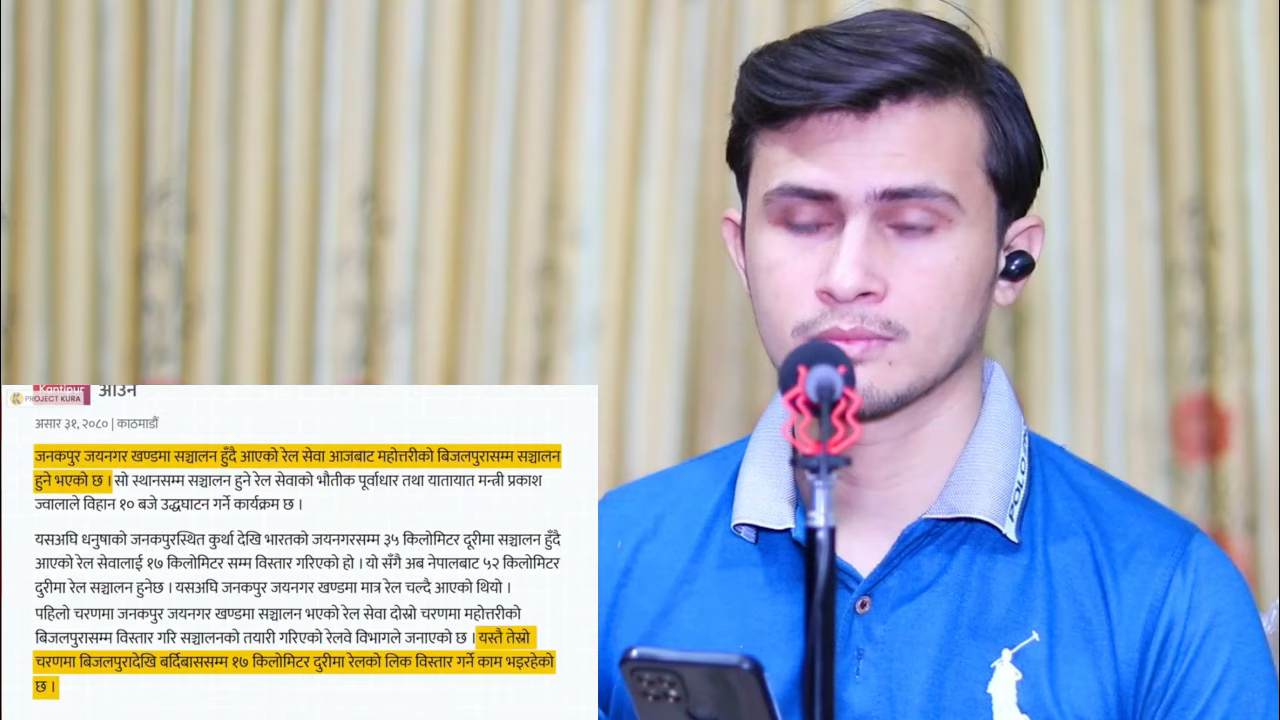 Kantipur
आउन
PROJECT KURA
असार ३१, २०८० | काठमाडौं
जनकपुर जयनगर खण्डमा सञ्चालन हुँदै आएको रेल सेवा आजबाट महोत्तरीको बिजलपुरासम्म सञ्चालन
हुने भएको छ । सो स्थानसम्म सञ्चालन हुने रेल सेवाको भौतीक पूर्वाधार तथा यातायात मन्त्री प्रकाश
ज्वालाले विहान १० बजे उद्धघाटन गर्ने कार्यक्रम छ ।
यसअघि धनुषाको जनकपुरस्थित कुर्था देखि भारतको जयनगरसम्म ३५ किलोमिटर दूरीमा सञ्चालन हुँदै
आएको रेल सेवालाई १७ किलोमिटर सम्म विस्तार गरिएको हो । यो सँगै अब नेपालबाट ५२ किलोमिटर
दुरीमा रेल सञ्चालन हुनेछ । यसअघि जनकपुर जयनगर खण्डमा मात्र रेल चल्दै आएको थियो ।
पहिलो चरणमा जनकपुर जयनगर खण्डमा सञ्चालन भएको रेल सेवा दोस्रो चरणमा महोत्तरीको
बिजलपुरासम्म विस्तार गरि सञ्चालनको तयारी गरिएको रेलवे विभागले जनाएको छ । यस्तै तेस्रो
चरणमा बिजलपुरादेखि बर्दिबाससम्म १७ किलोमिटर दुरीमा रेलको लिक विस्तार गर्ने काम भइरहेको
छ ।
POLO